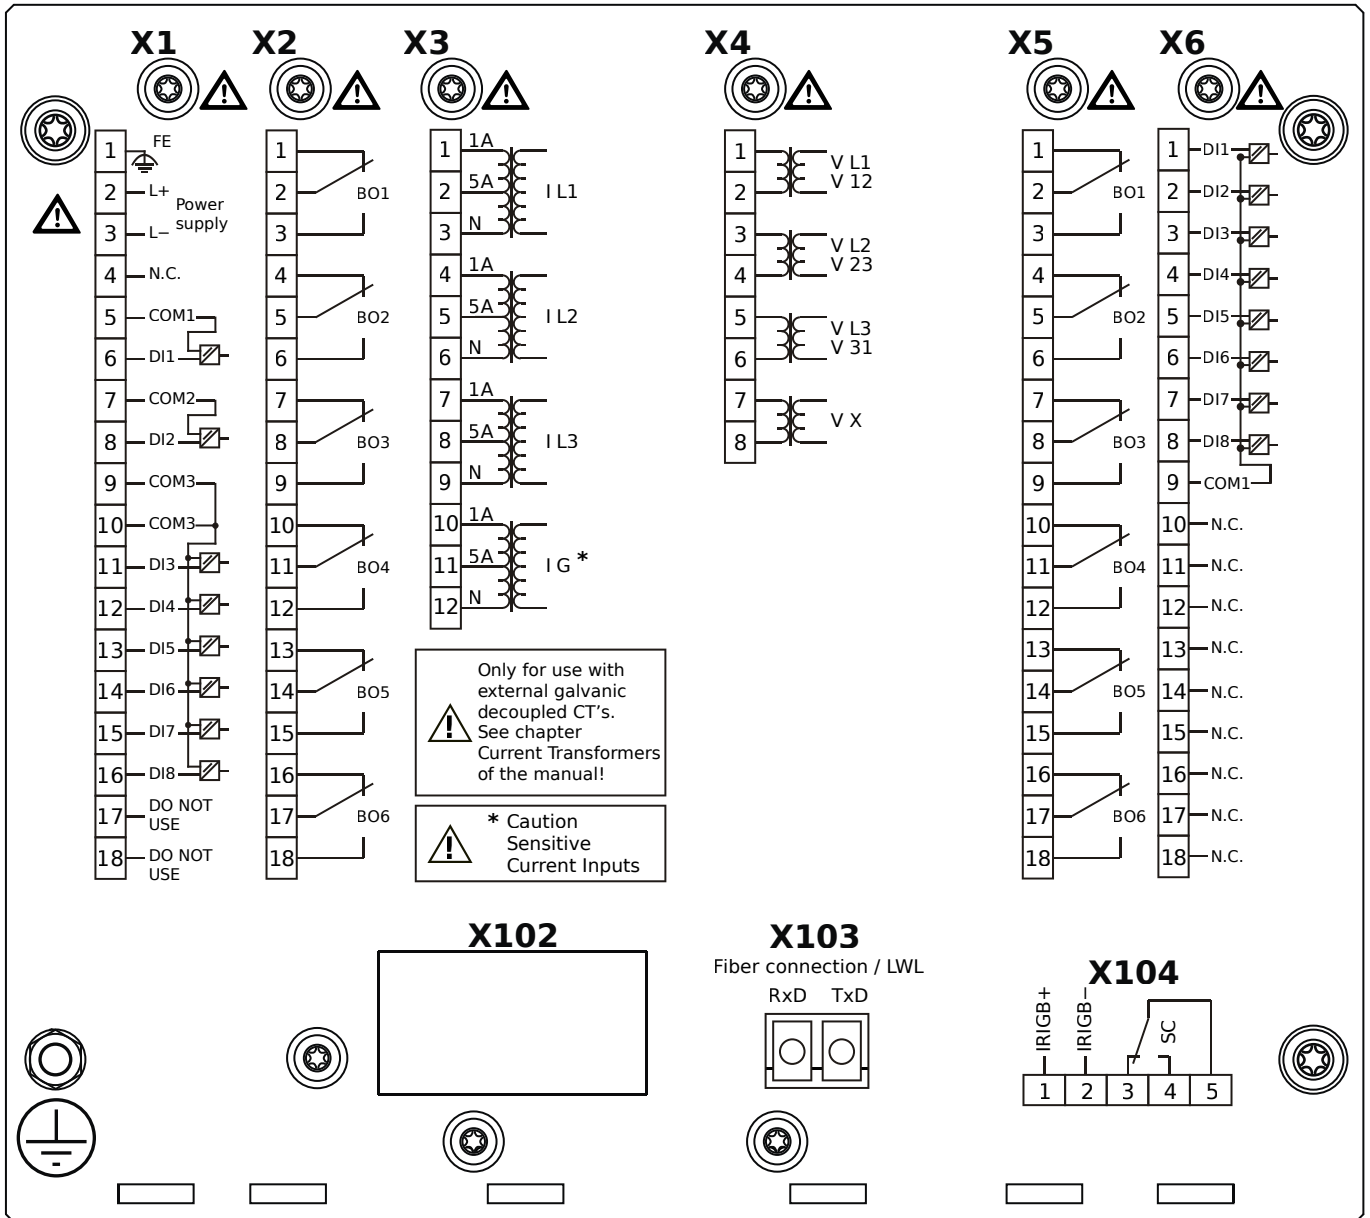 X1
X2
X3
X4
X5
X6
1
FE
2
L+
Power
supply
3
L−
4
N.C.
5
COM1
6
DI1
7
COM2
8
DI2
9
COM3
10
COM3
11
DI3
12
DI4
13
DI5
14
DI6
15
DI7
16
DI8
17
DO NOT
USE
18
DO NOT
USE
1
2
BO1
3
4
5
BO2
6
7
8
BO3
9
10
11
BO4
12
13
14
BO5
15
16
17
BO6
18
1
1A
2
5A
I L1
3
N
4
1A
5
5A
I L2
6
N
7
1A
8
5A
I L3
9
N
10
1A
11
5A
I G *
12
N
Only for use with
external galvanic
decoupled CT's.
See chapter
Current Transformers
of the manual!
* Caution
Sensitive
Current Inputs
1
V L1
2
V 12
3
V L2
4
V 23
5
V L3
6
V 31
7
V X
8
1
2
BO1
3
4
5
BO2
6
7
8
BO3
9
10
11
BO4
12
13
14
BO5
15
16
17
BO6
18
1
DI1
2
DI2
3
DI3
4
DI4
5
DI5
6
DI6
7
DI7
8
DI8
9
COM1
10
N.C.
11
N.C.
12
N.C.
13
N.C.
14
N.C.
15
N.C.
16
N.C.
17
N.C.
18
N.C.
X102
X103
Fiber connection / LWL
RxD TxD
X104
IRIGB+
IRIGB−
SC
1 2 3 4 5